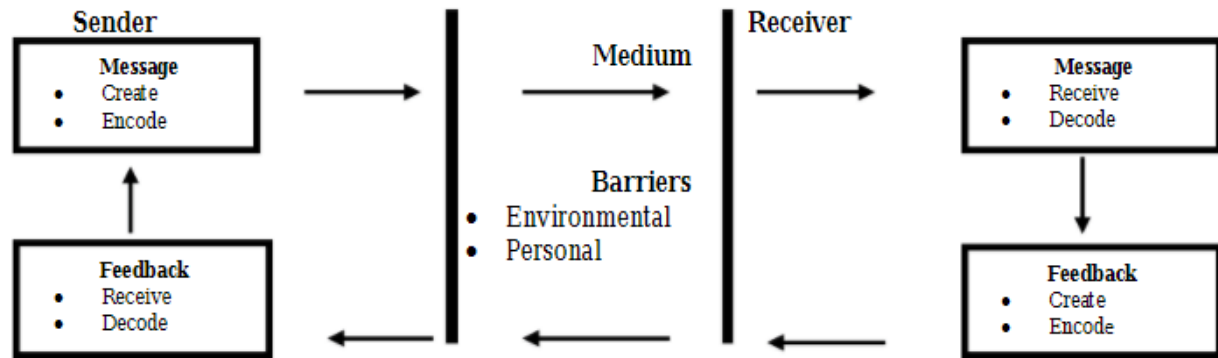 Sender
Message
• Create
• Encode
Medium
Receiver
Message
• Receive
• Decode
Barriers
• Environmental
• Personal
Feedback
• Receive
• Decode
Feedback
• Create
• Encode